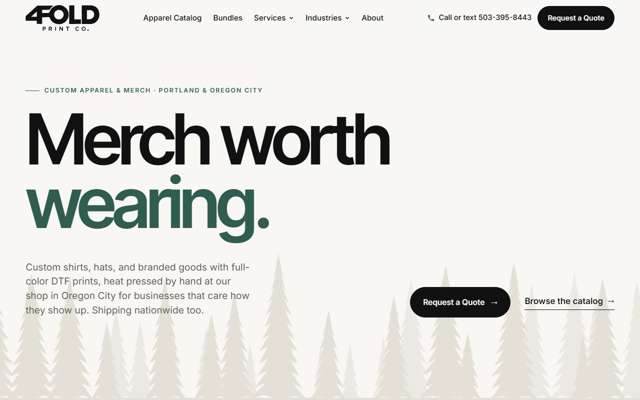 4FOLD
PRINT CO.
Apparel Catalog
Bundles
Services
Industries
About
Call or text 503-395-8443
Request a Quote
CUSTOM APPAREL & MERCH · PORTLAND & OREGON CITY
Merch worth
wearing.
Custom shirts, hats, and branded goods with full-
color DTF prints, heat pressed by hand at our
shop in Oregon City for businesses that care how
they show up. Shipping nationwide too.
Request a Quote →
Browse the catalog →